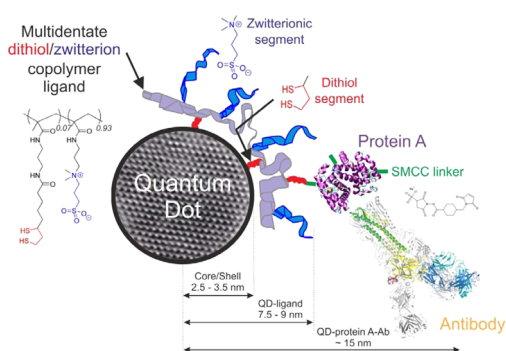 Multidentate
dithiol/zwitterion
copolymer
ligand
Zwitterionic
segment
N
⊕
O
S
O
O
⊖
HS
HS
Dithiol
segment
0.07
0.93
O
O
HN
HN
HN
O
N
⊕
O
S
O
O
⊖
HS
HS
Protein A
SMCC linker
Quantum
Dot
Core/Shell
2.5 - 3.5 nm
QD-ligand
7.5 - 9 nm
QD-protein A-Ab
~ 15 nm
Antibody